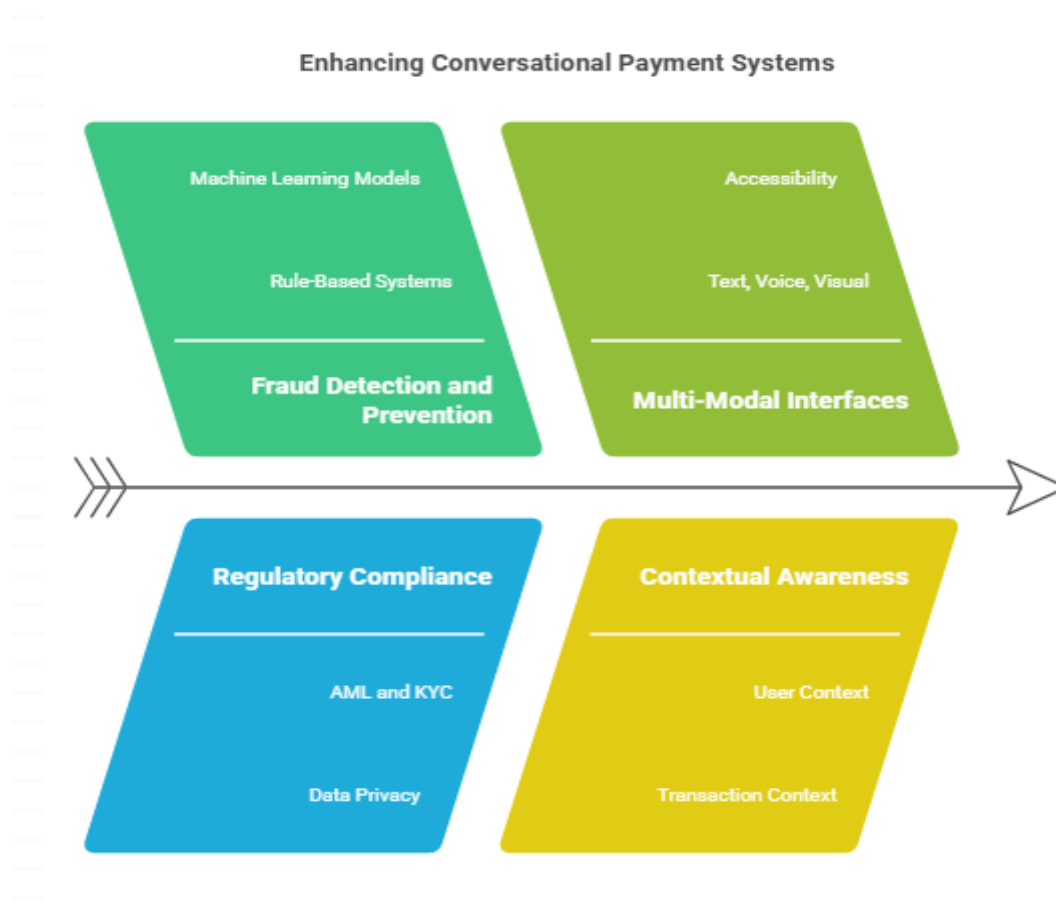 Enhancing Conversational Payment Systems
Machine Learning Models
Rule-Based Systems
Fraud Detection and
Prevention
Accessibility
Text, Voice, Visual
Multi-Modal Interfaces
Regulatory Compliance
AML and KYC
Data Privacy
Contextual Awareness
User Context
Transaction Context